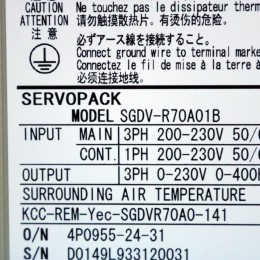 CAUTION Ne touchez pas le dissipateur therm
ATTENTION 请勿触摸散热片。有烫伤的危险。
注 意 必ずアース線を接続すること。
Connect ground wire to terminal marke
Connectez le fil de mise à la terre à
必须连接地线。
SERVOPACK
MODEL SGDV-R70A01B
INPUT MAIN 3PH 200-230V 50/6
CONT. 1PH 200-230V 50/6
OUTPUT 3PH 0-230V 0-400H
SURROUNDING AIR TEMPERATURE
KCC-REM-Yec-SGDVR70A0-141
O/N 4P0955-24-31
S/N D0149L933120031